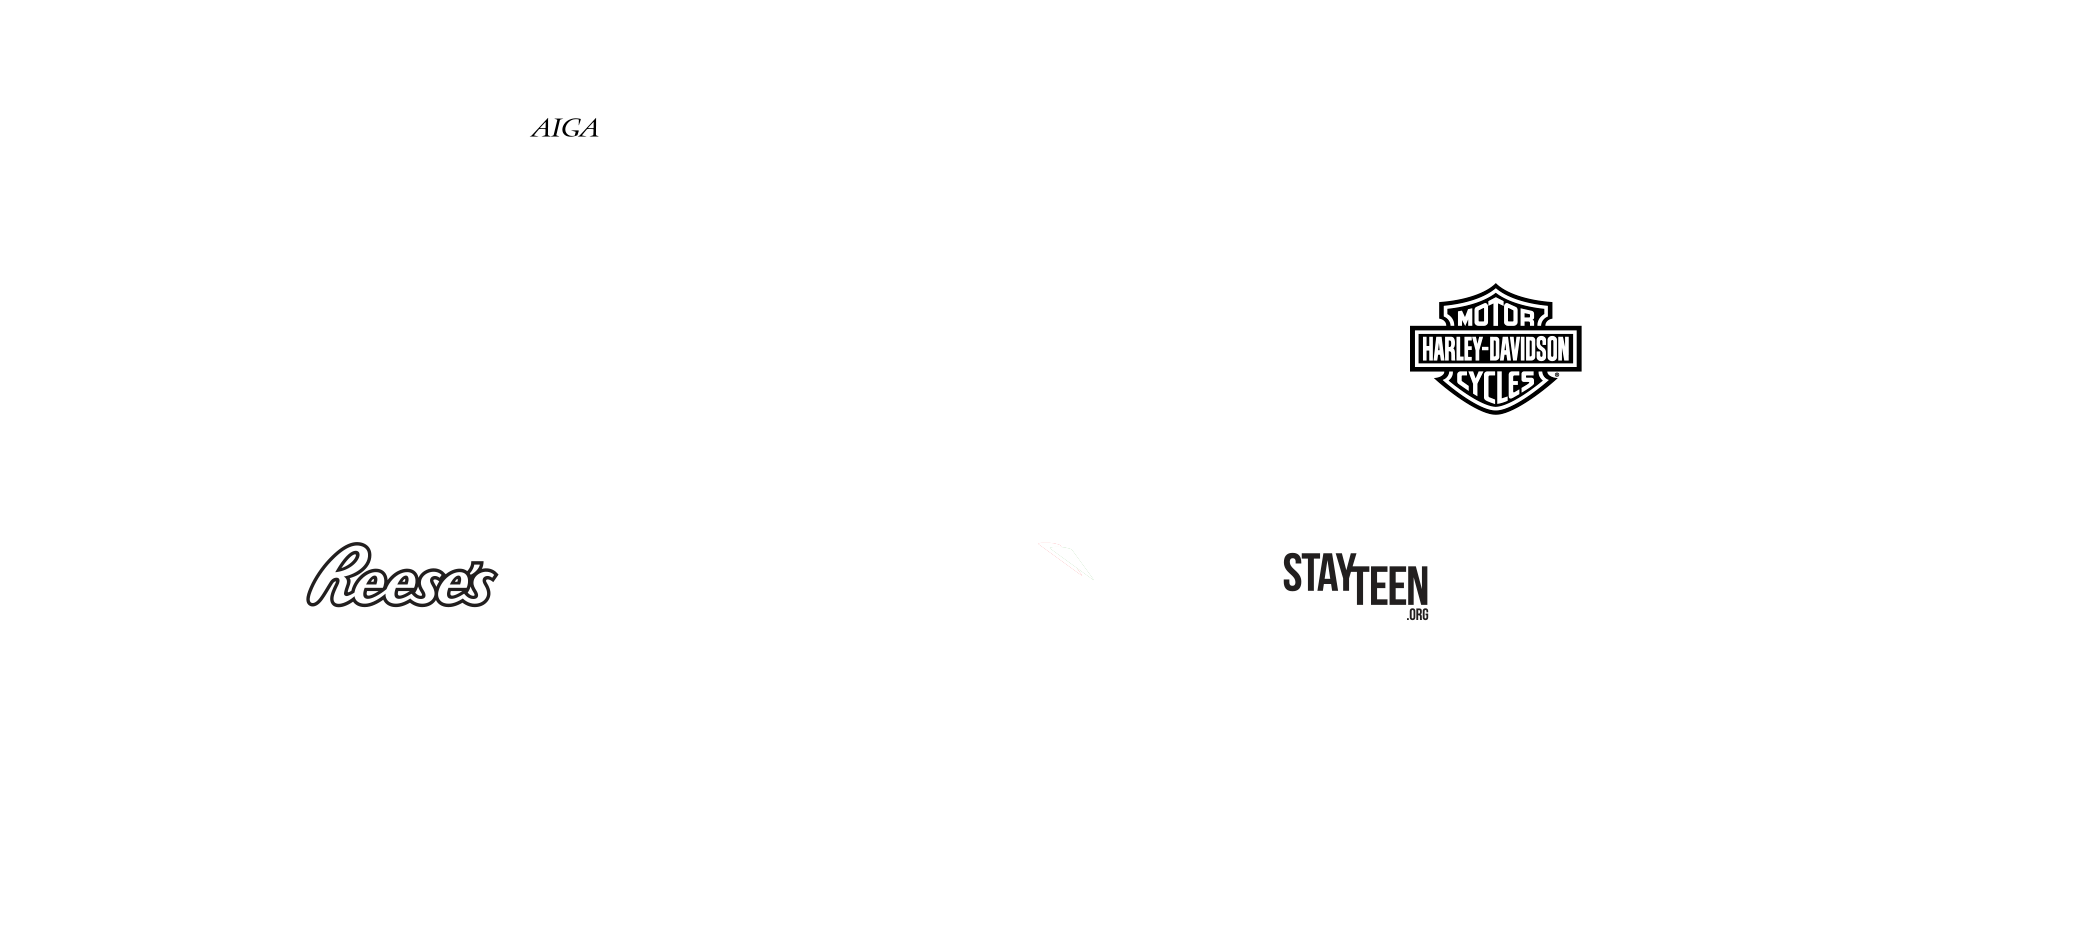 AIGA
MOTOR
HARLEY-DAVIDSON
CYCLES
®
Reese's
STAY
TEEN
.ORG